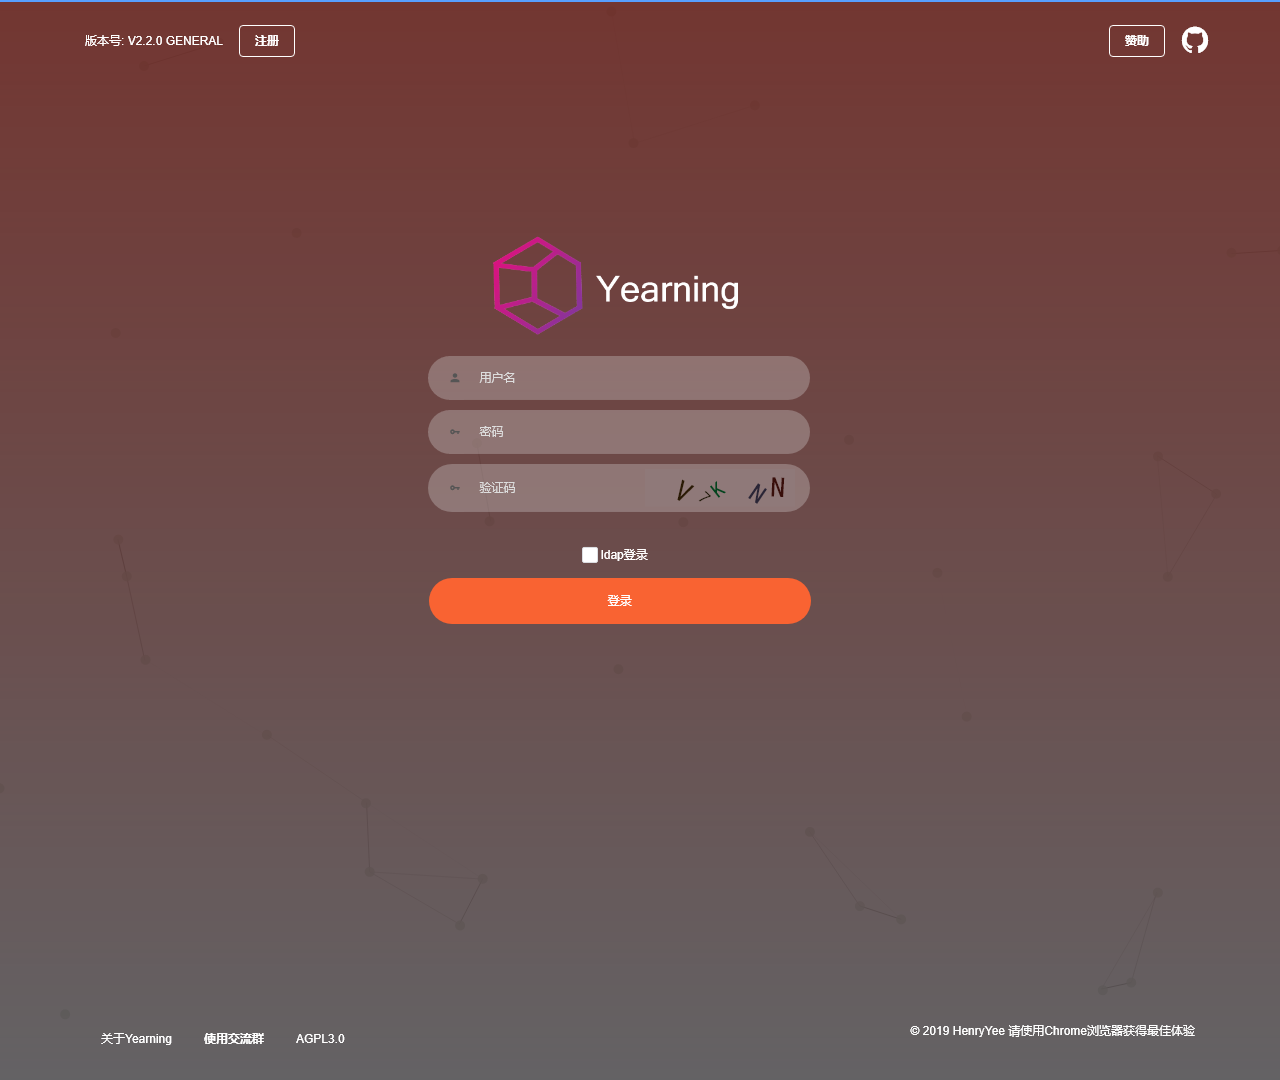 版本号: V2.2.0 GENERAL
注册
赞助
Yearning
用户名
密码
验证码
ldap登录
登录
关于Yearning
使用交流群
AGPL3.0
© 2019 HenryYee 请使用Chrome浏览器获得最佳体验